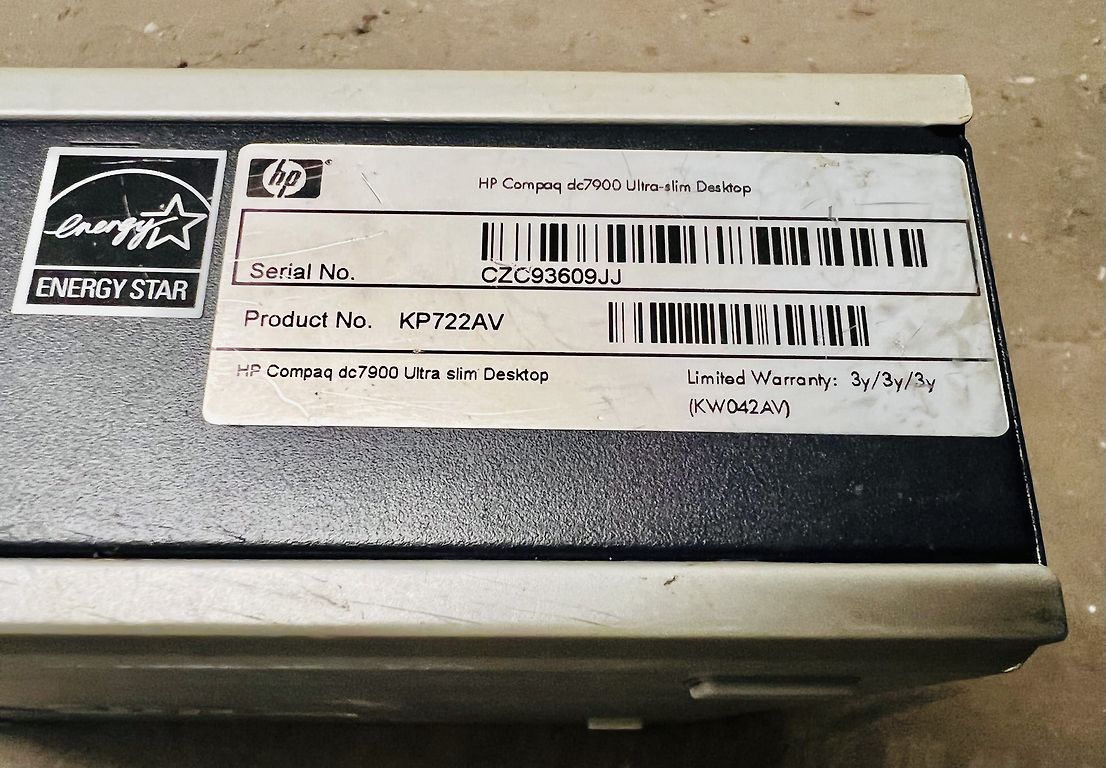 energy
ENERGY STAR
hp
HP Compaq dc7900 Ultra-slim Desktop
Serial No. CZC93609JJ
Product No. KP722AV
HP Compaq dc7900 Ultra slim Desktop
Limited Warranty: 3y/3y/3y
(KW042AV)